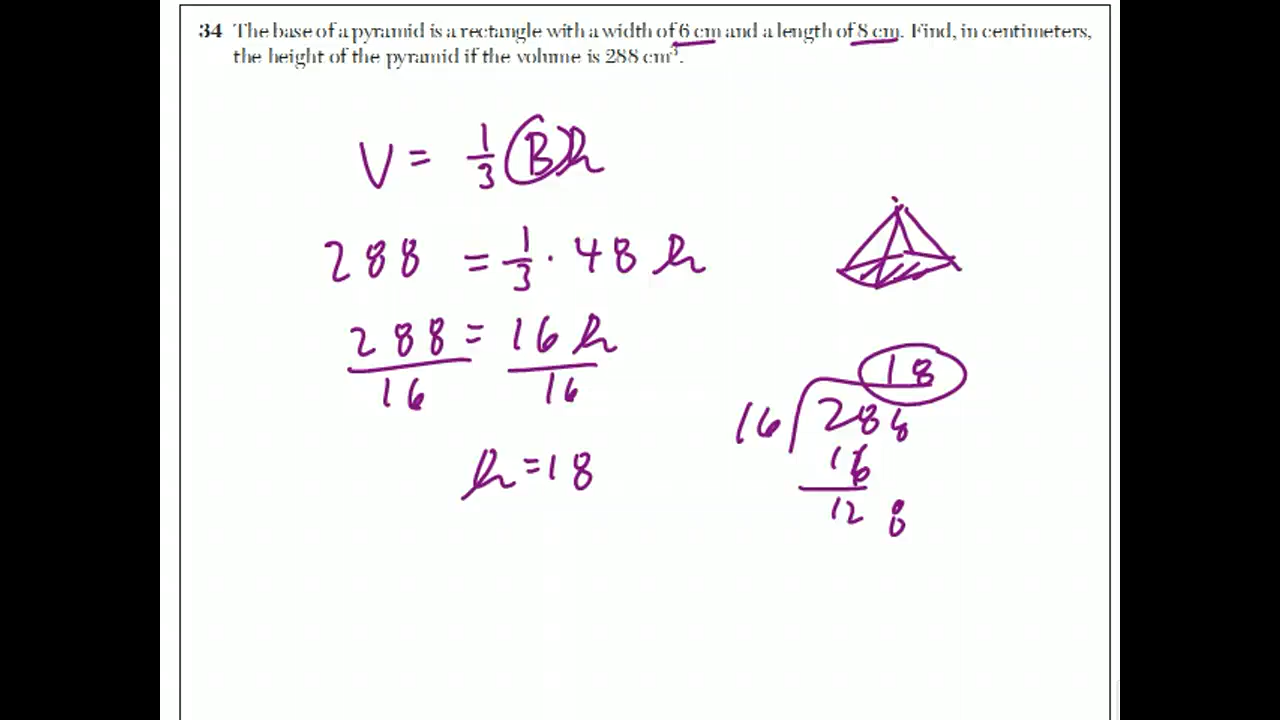 34 The base of a pyramid is a rectangle with a width of 6 cm and a length of 8 cm. Find, in centimeters,
the height of the pyramid if the volume is 288 cm³.
V = 1/3 (B)h
288 = 1/3 · 48 h
288 = 16 h
16 16
h = 18
18
16 288
16
12 8